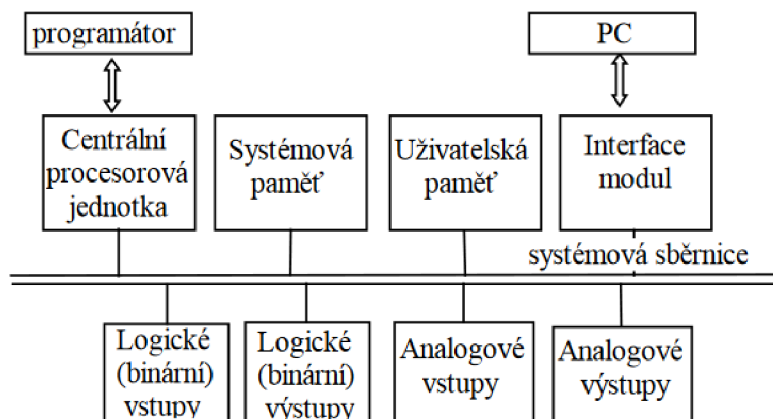 programátor
PC
Centrální
procesorová
jednotka
Systémová
paměť
Uživatelská
paměť
Interface
modul
systémová sběrnice
Logické
(binární)
vstupy
Logické
(binární)
výstupy
Analogové
vstupy
Analogové
výstupy